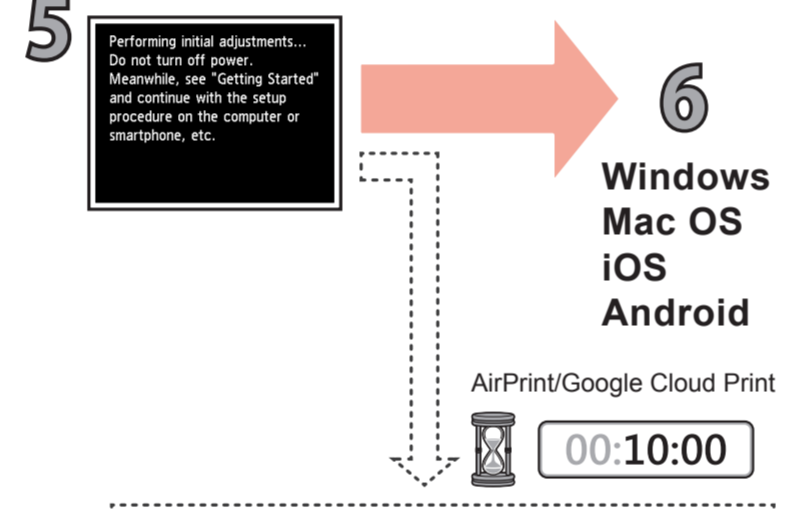 5
Performing initial adjustments...
Do not turn off power.
Meanwhile, see "Getting Started"
and continue with the setup
procedure on the computer or
smartphone, etc.
6
Windows
Mac OS
iOS
Android
AirPrint/Google Cloud Print
00:10:00